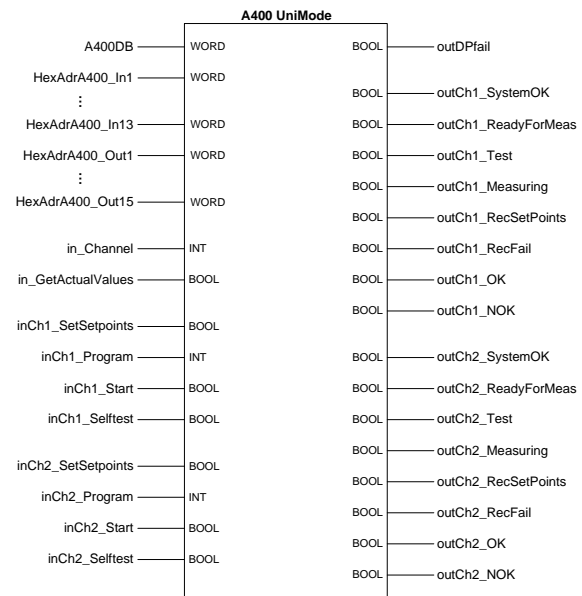 A400 UniMode
A400DB WORD BOOL outDPfail
HexAdrA400_In1 WORD
BOOL outCh1_SystemOK
⋮
HexAdrA400_In13 WORD BOOL outCh1_ReadyForMeas
HexAdrA400_Out1 WORD BOOL outCh1_Test
⋮
BOOL outCh1_Measuring
HexAdrA400_Out15 WORD
BOOL outCh1_RecSetPoints
in_Channel INT BOOL outCh1_RecFail
in_GetActualValues BOOL BOOL outCh1_OK
BOOL outCh1_NOK
inCh1_SetSetpoints BOOL
inCh1_Program INT BOOL outCh2_SystemOK
inCh1_Start BOOL BOOL outCh2_ReadyForMeas
inCh1_Selftest BOOL BOOL outCh2_Test
BOOL outCh2_Measuring
inCh2_SetSetpoints BOOL
BOOL outCh2_RecSetPoints
inCh2_Program INT
BOOL outCh2_RecFail
inCh2_Start BOOL
BOOL outCh2_OK
inCh2_Selftest BOOL
BOOL outCh2_NOK